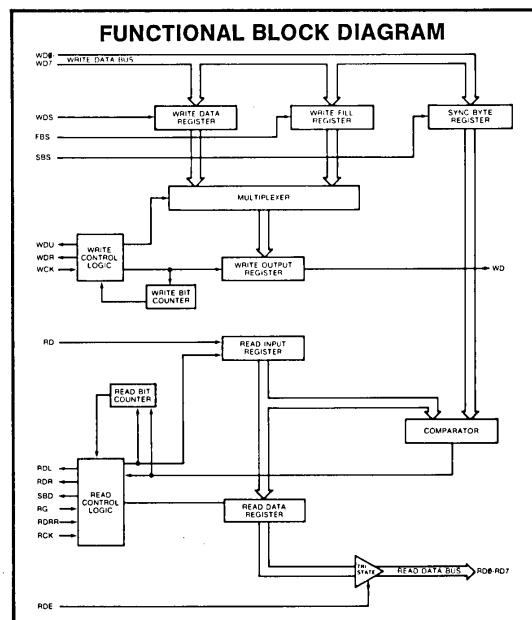 FUNCTIONAL BLOCK DIAGRAM
WD0-
WD7
WRITE DATA BUS
WDS
WRITE DATA
REGISTER
WRITE FILL
REGISTER
SYNC BYTE
REGISTER
FBS
SBS
MULTIPLEXER
WDU
WDR
WCK
WRITE
CONTROL
LOGIC
WRITE OUTPUT
REGISTER
WD
WRITE BIT
COUNTER
RD
READ INPUT
REGISTER
READ BIT
COUNTER
COMPARATOR
RDL
RDR
SBD
RG
RDRR
RCK
READ
CONTROL
LOGIC
READ DATA
REGISTER
TRI
STATE
READ DATA BUS
RD0-RD7
RDE